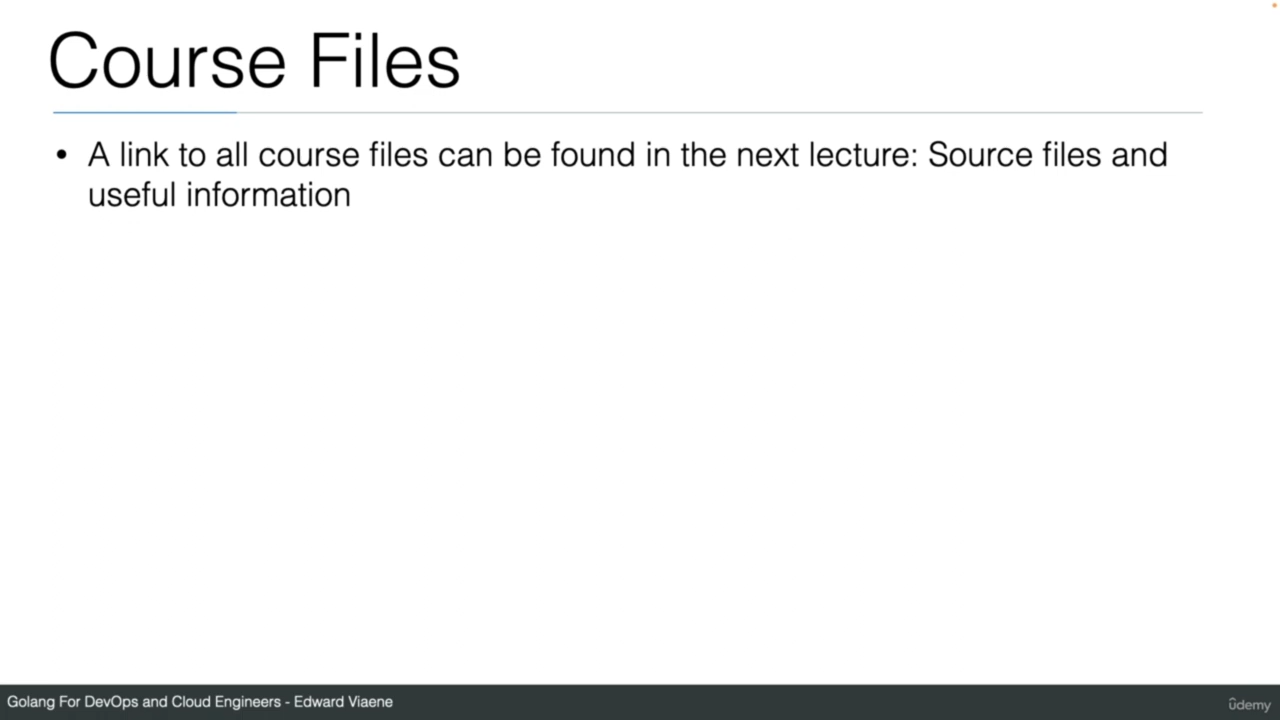 Course Files
• A link to all course files can be found in the next lecture: Source files and
useful information
Golang For DevOps and Cloud Engineers - Edward Viaene
ûdemy